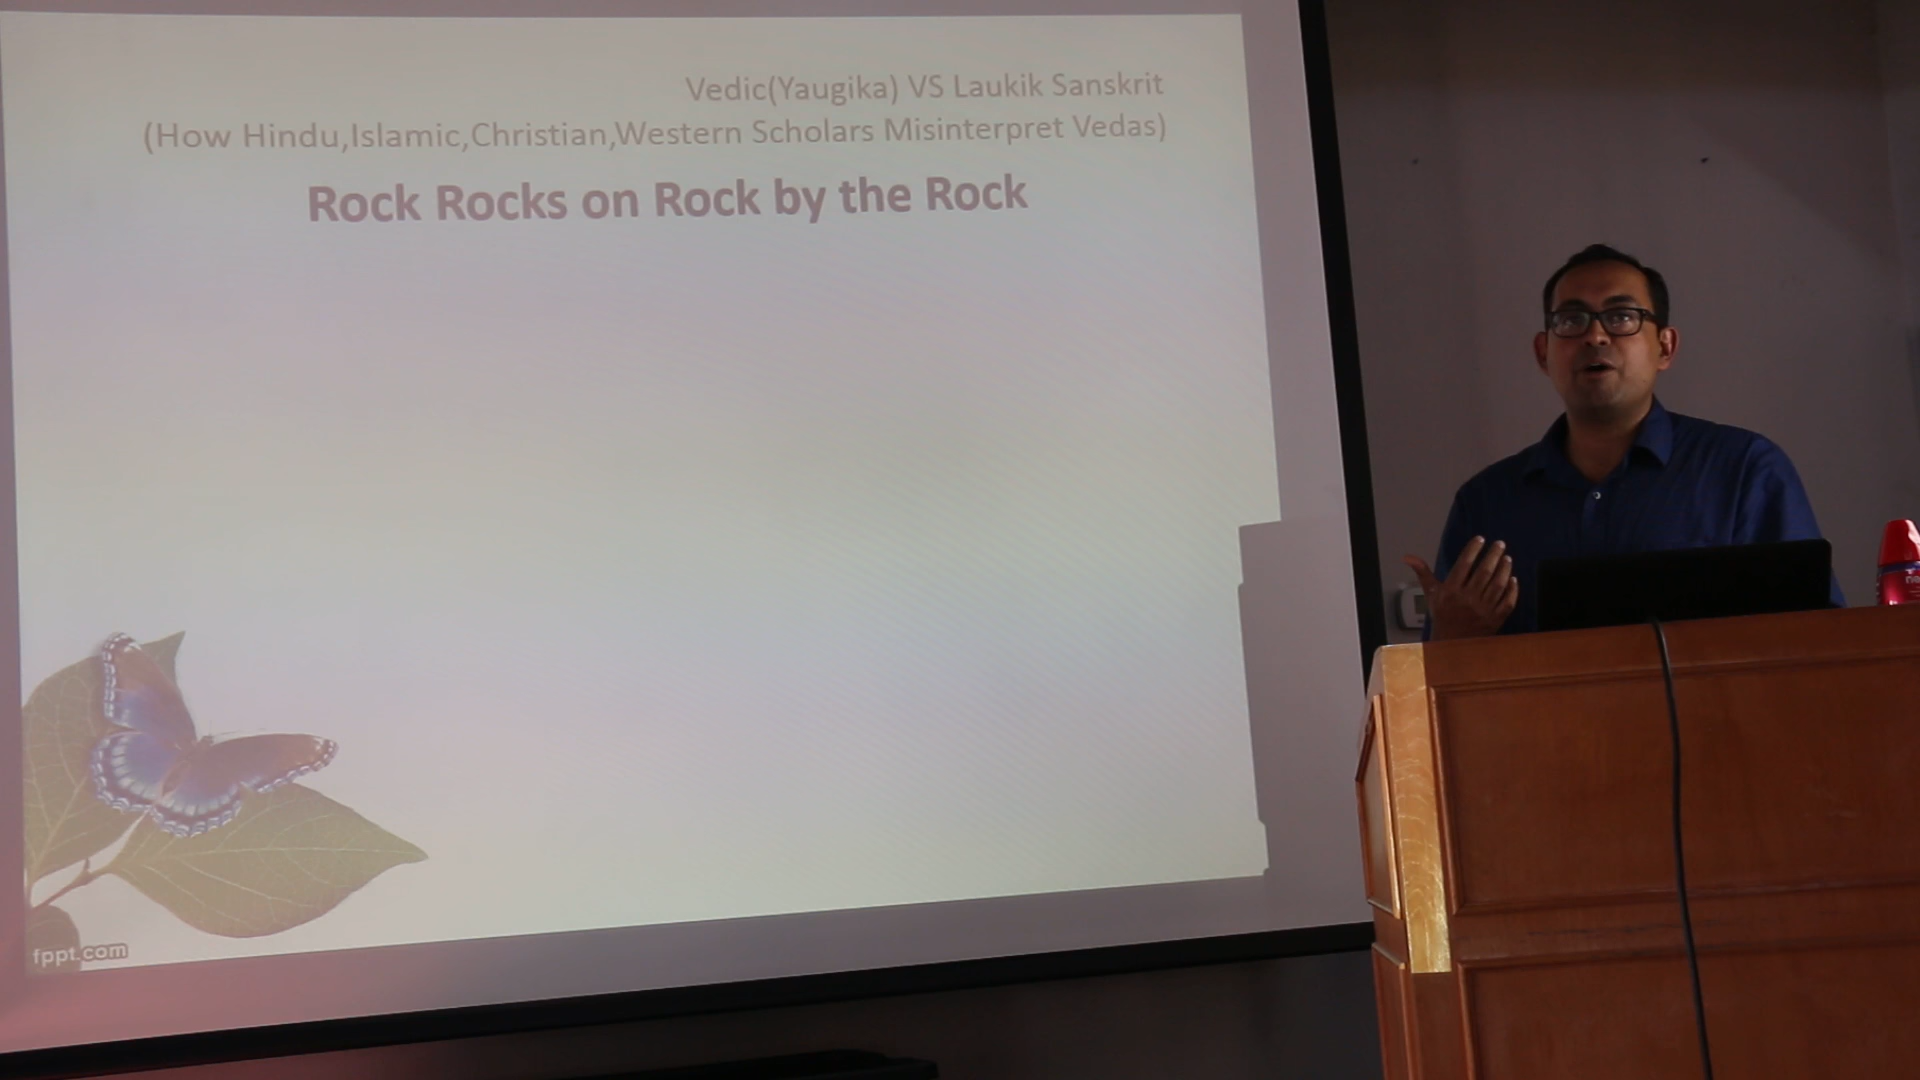 Vedic(Yaugika) VS Laukik Sanskrit
(How Hindu,Islamic,Christian,Western Scholars Misinterpret Vedas)
Rock Rocks on Rock by the Rock
fppt.com